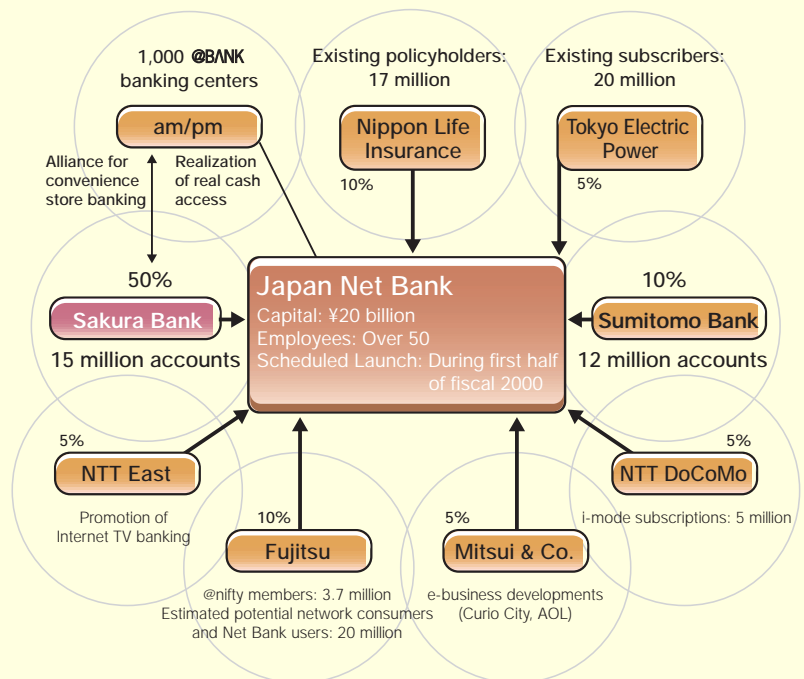 1,000 @BANK
banking centers
am/pm
Existing policyholders:
17 million
Nippon Life
Insurance
10%
Existing subscribers:
20 million
Tokyo Electric
Power
5%
Alliance for
convenience
store banking
Realization
of real cash
access
50%
Sakura Bank
15 million accounts
Japan Net Bank
Capital: ¥20 billion
Employees: Over 50
Scheduled Launch: During first half
of fiscal 2000
10%
Sumitomo Bank
12 million accounts
5%
NTT East
Promotion of
Internet TV banking
10%
Fujitsu
@nifty members: 3.7 million
Estimated potential network consumers
and Net Bank users: 20 million
5%
Mitsui & Co.
e-business developments
(Curio City, AOL)
5%
NTT DoCoMo
i-mode subscriptions: 5 million